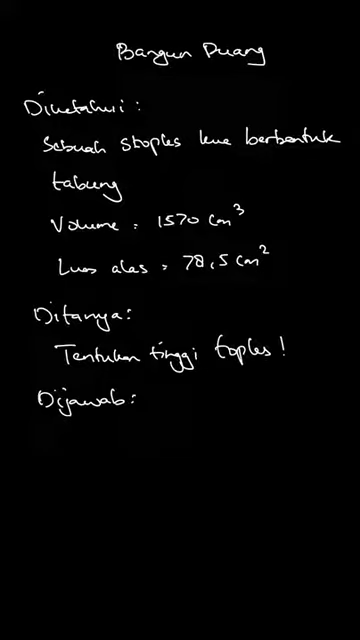 Bangun Ruang
Diketahui :
Sebuah stoples kue berbentuk
tabung
Volume = 1570 cm³
Luas alas = 78,5 cm²
Ditanya :
Tentukan tinggi toples !
Dijawab :